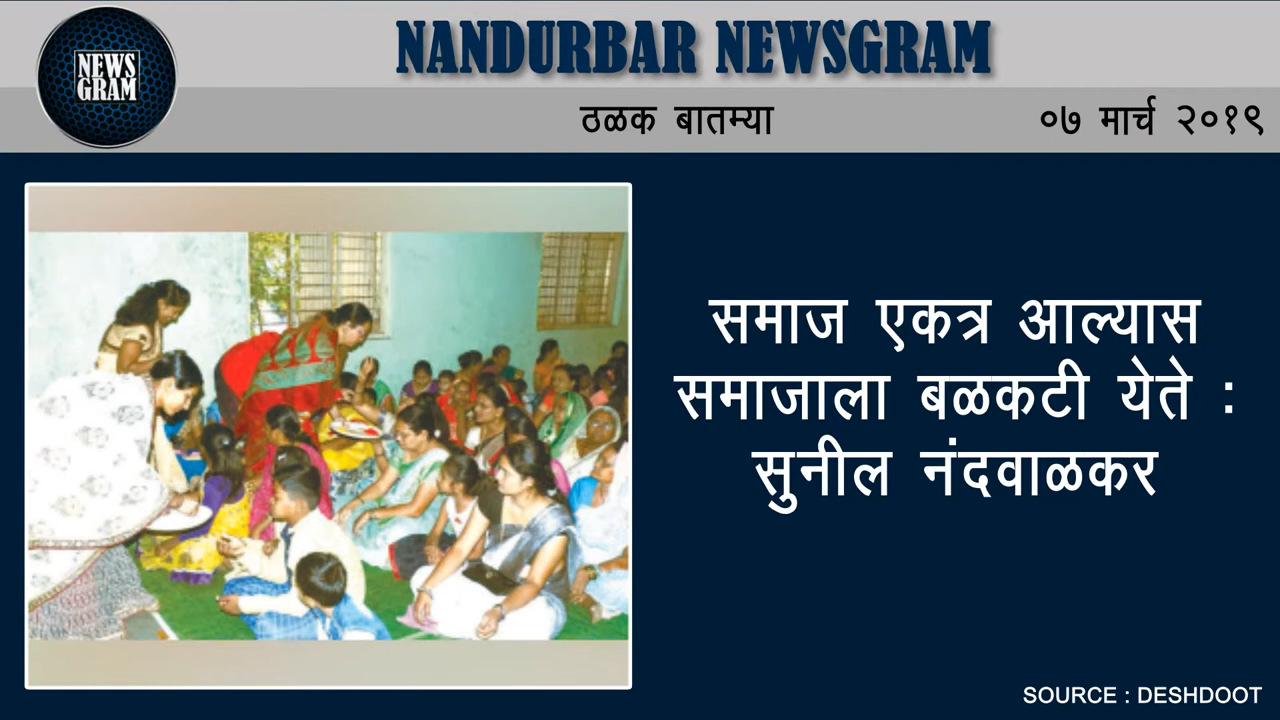 NEWS
GRAM
NANDURBAR NEWSGRAM
ठळक बातम्या
०७ मार्च २०१९
समाज एकत्र आल्यास
समाजाला बळकटी येते :
सुनील नंदवाळकर
SOURCE : DESHDOOT